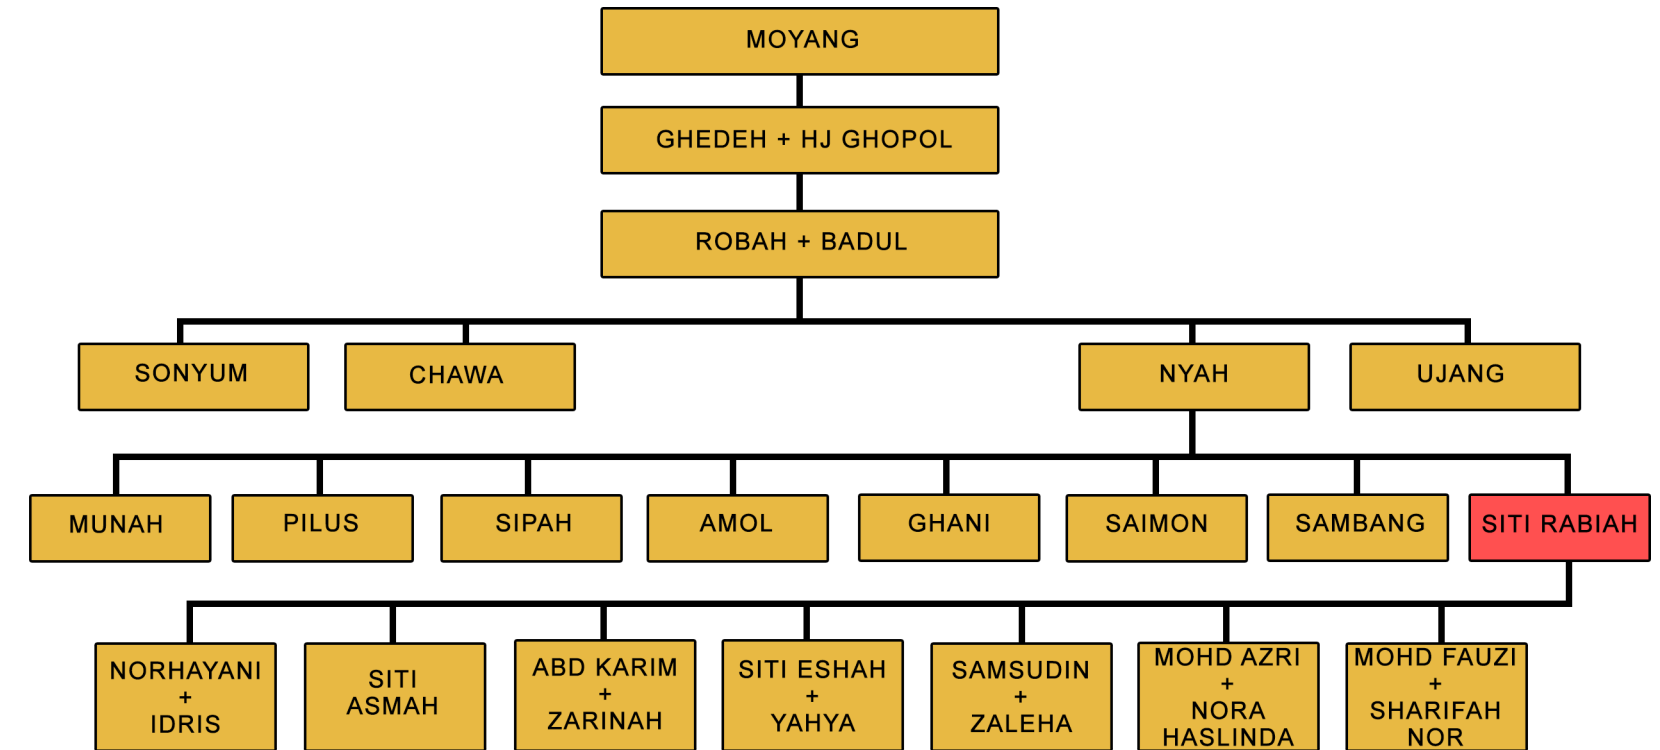 MOYANG
GHEDEH + HJ GHOPOL
ROBAH + BADUL
SONYUM
CHAWA
NYAH
UJANG
MUNAH
PILUS
SIPAH
AMOL
GHANI
SAIMON
SAMBANG
SITI RABIAH
NORHAYANI
+
IDRIS
SITI
ASMAH
ABD KARIM
+
ZARINAH
SITI ESHAH
+
YAHYA
SAMSUDIN
+
ZALEHA
MOHD AZRI
+
NORA
HASLINDA
MOHD FAUZI
+
SHARIFAH
NOR